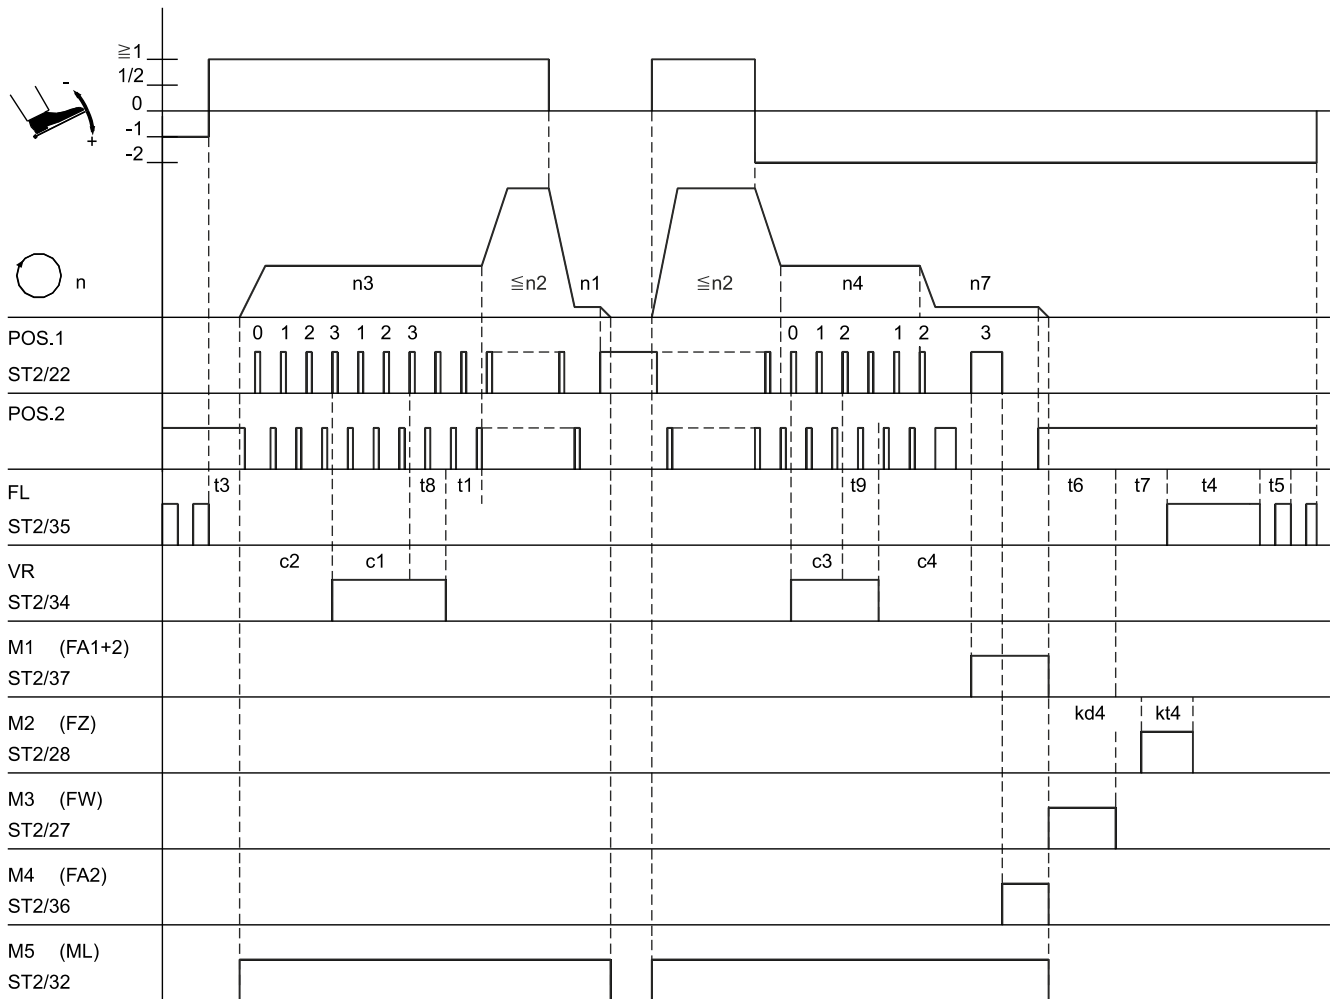 ≧1
1/2
0
-1
-2
-
+
n
n3
≦n2
n1
≦n2
n4
n7
POS.1
0 1 2 3 1 2 3
0 1 2 1 2 3
ST2/22
POS.2
FL
t3 t8 t1 t9 t6 t7 t4 t5
ST2/35
VR
c2 c1 c3 c4
ST2/34
M1 (FA1+2)
ST2/37
M2 (FZ)
kd4 kt4
ST2/28
M3 (FW)
ST2/27
M4 (FA2)
ST2/36
M5 (ML)
ST2/32